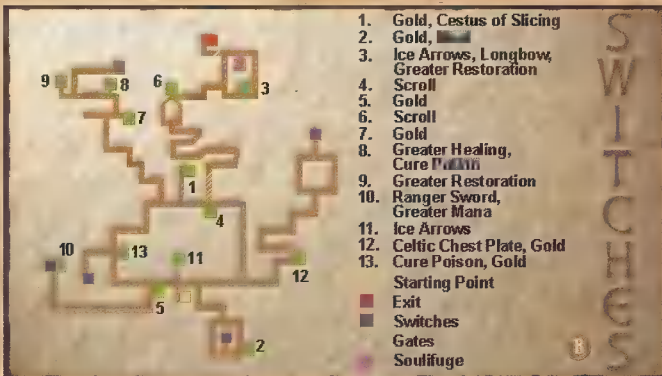 1. Gold, Cestus of Slicing
2. Gold,
3. Ice Arrows, Longbow,
Greater Restoration
4. Scroll
5. Gold
6. Scroll
7. Gold
8. Greater Healing,
Cure
9. Greater Restoration
10. Ranger Sword,
Greater Mana
11. Ice Arrows
12. Celtic Chest Plate, Gold
13. Cure Poison, Gold
Starting Point
Exit
Switches
Gates
Soulifuge
SWITCHES
9
8
6
3
7
1
4
10
13
11
12
5
2